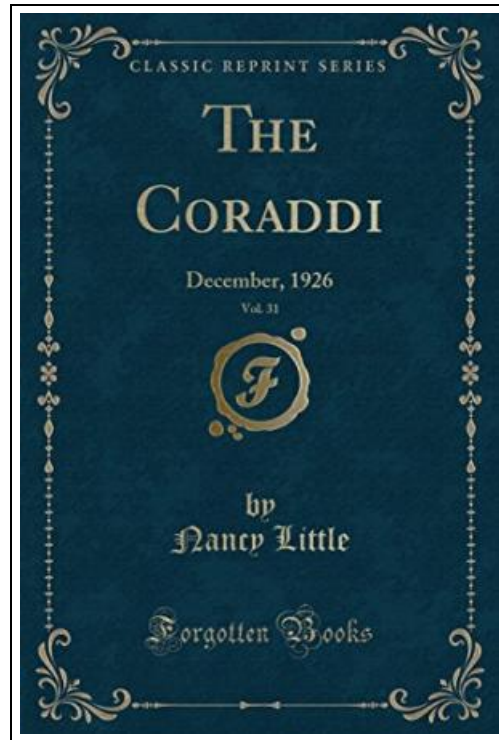 CLASSIC REPRINT SERIES
THE
CORADDI
December, 1926
Vol. 31
F
by
Nancy Little
Forgotten Books